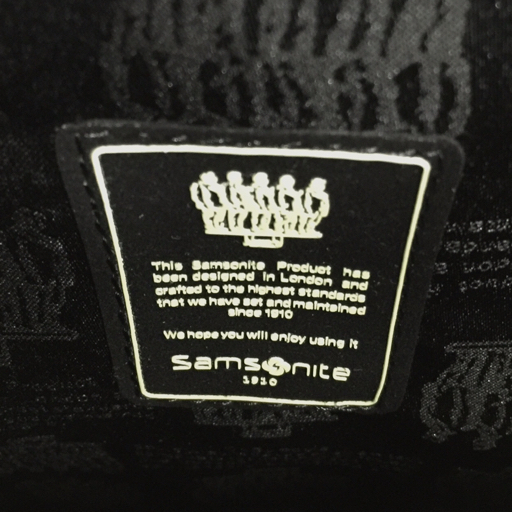 This Samsonite Product has
been designed in London and
crafted to the highest standards
that we have set and maintained
since 1910
We hope you will enjoy using it
Samsonite
1910